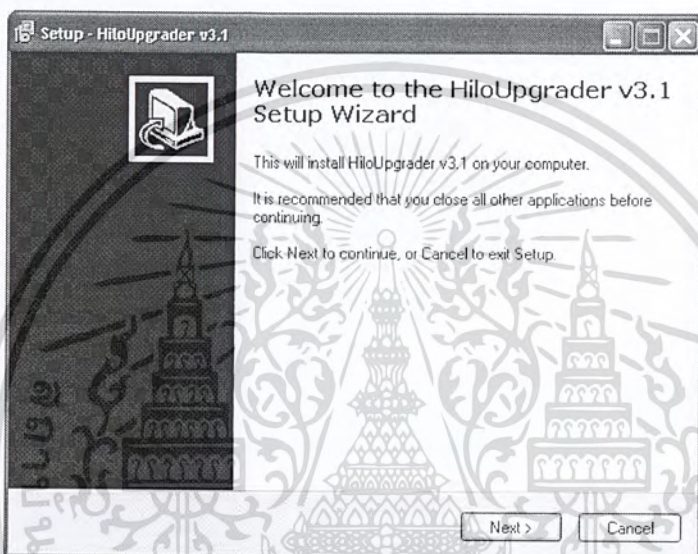 Setup - HiloUpgrader v3.1
Welcome to the HiloUpgrader v3.1
Setup Wizard
This will install HiloUpgrader v3.1 on your computer.
It is recommended that you close all other applications before
continuing.
Click Next to continue, or Cancel to exit Setup.
Next >
Cancel